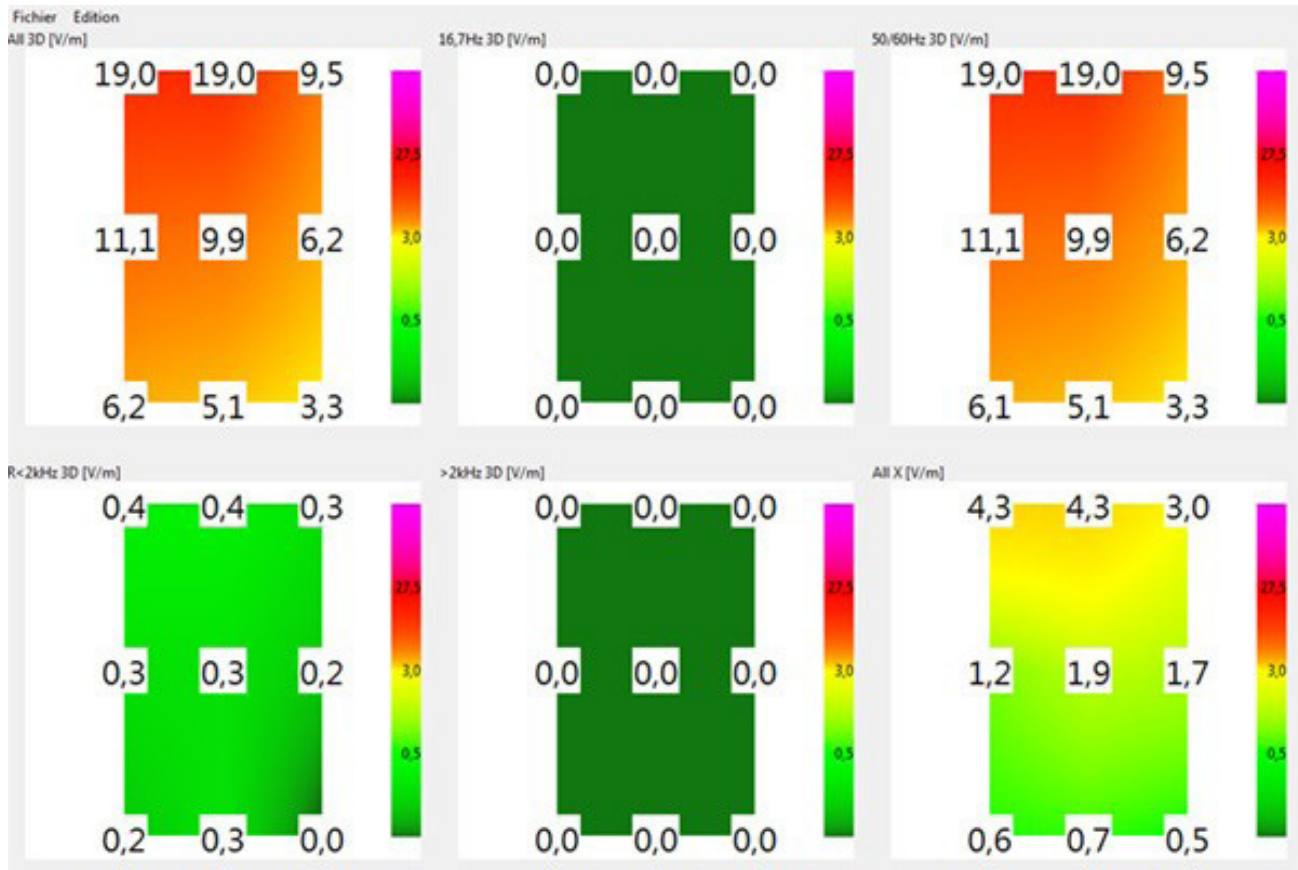 Fichier Edition
All 3D [V/m]
19,0 19,0 9,5
11,1 9,9 6,2
6,2 5,1 3,3
27,5
3,0
0,5
16,7Hz 3D [V/m]
0,0 0,0 0,0
0,0 0,0 0,0
0,0 0,0 0,0
27,5
3,0
0,5
50/60Hz 3D [V/m]
19,0 19,0 9,5
11,1 9,9 6,2
6,1 5,1 3,3
27,5
3,0
0,5
R<2kHz 3D [V/m]
0,4 0,4 0,3
0,3 0,3 0,2
0,2 0,3 0,0
27,5
3,0
0,5
>2kHz 3D [V/m]
0,0 0,0 0,0
0,0 0,0 0,0
0,0 0,0 0,0
27,5
3,0
0,5
All X [V/m]
4,3 4,3 3,0
1,2 1,9 1,7
0,6 0,7 0,5
27,5
3,0
0,5